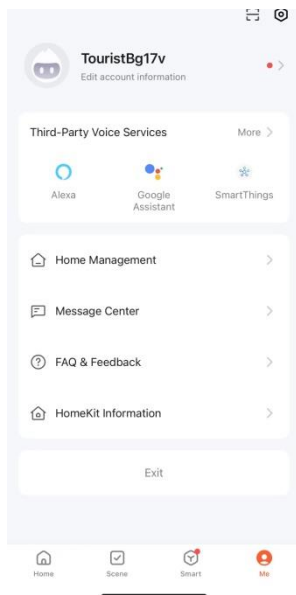 TouristBg17v
Edit account information
Third-Party Voice Services More
Alexa
Google
Assistant
SmartThings
Home Management
Message Center
FAQ & Feedback
HomeKit Information
Exit
Home Scene Smart Me